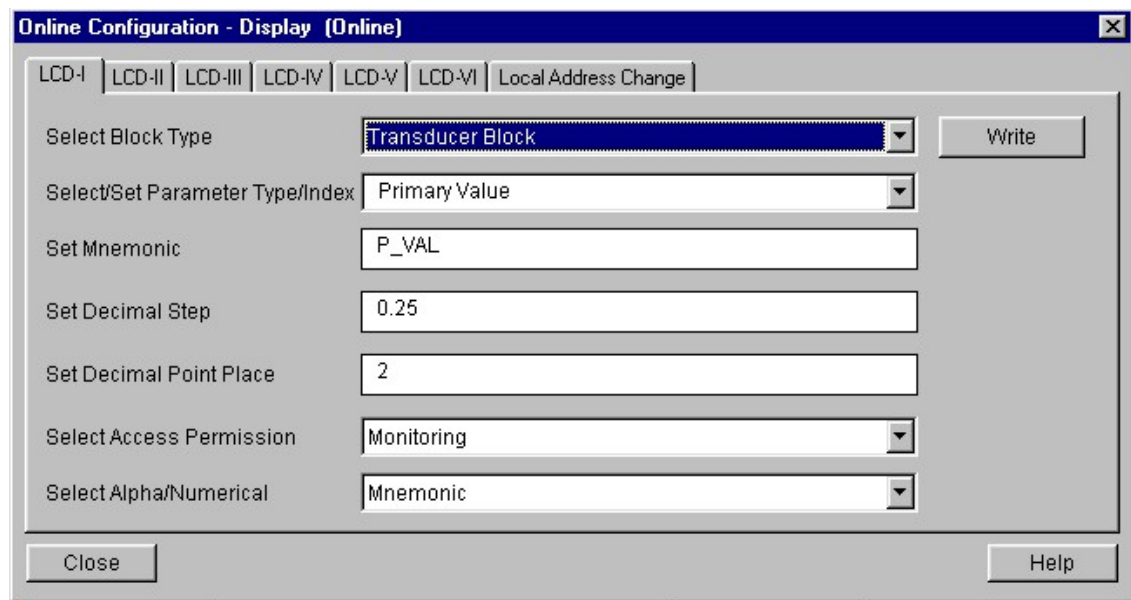 Online Configuration - Display (Online)
LCD-I LCD-II LCD-III LCD-IV LCD-V LCD-VI Local Address Change
Select Block Type Transducer Block Write
Select/Set Parameter Type/Index Primary Value
Set Mnemonic P_VAL
Set Decimal Step 0.25
Set Decimal Point Place 2
Select Access Permission Monitoring
Select Alpha/Numerical Mnemonic
Close Help